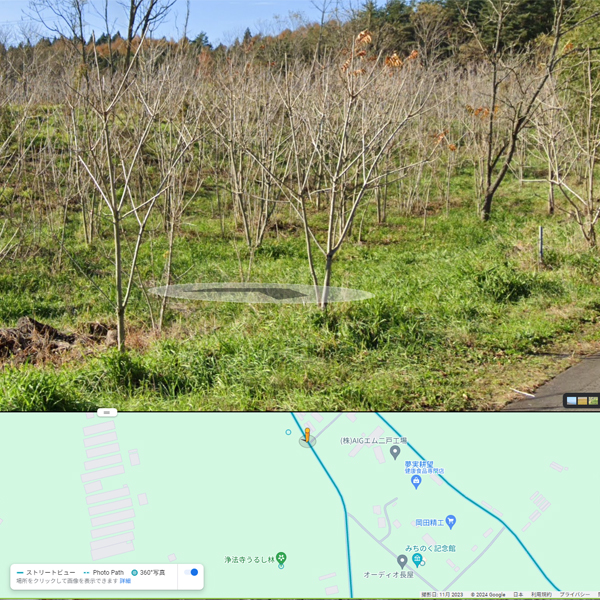 (株)AIGエムニ戸工場
夢実耕望
健康食品専門店
岡田精工
みちのく記念館
浄法寺うるし林
オーディオ長屋
ストリートビュー
Photo Path
360°写真
場所をクリックして画像を表示できます 詳細
撮影日: 11月 2023
© 2024 Google
日本
利用規約
プライバシー